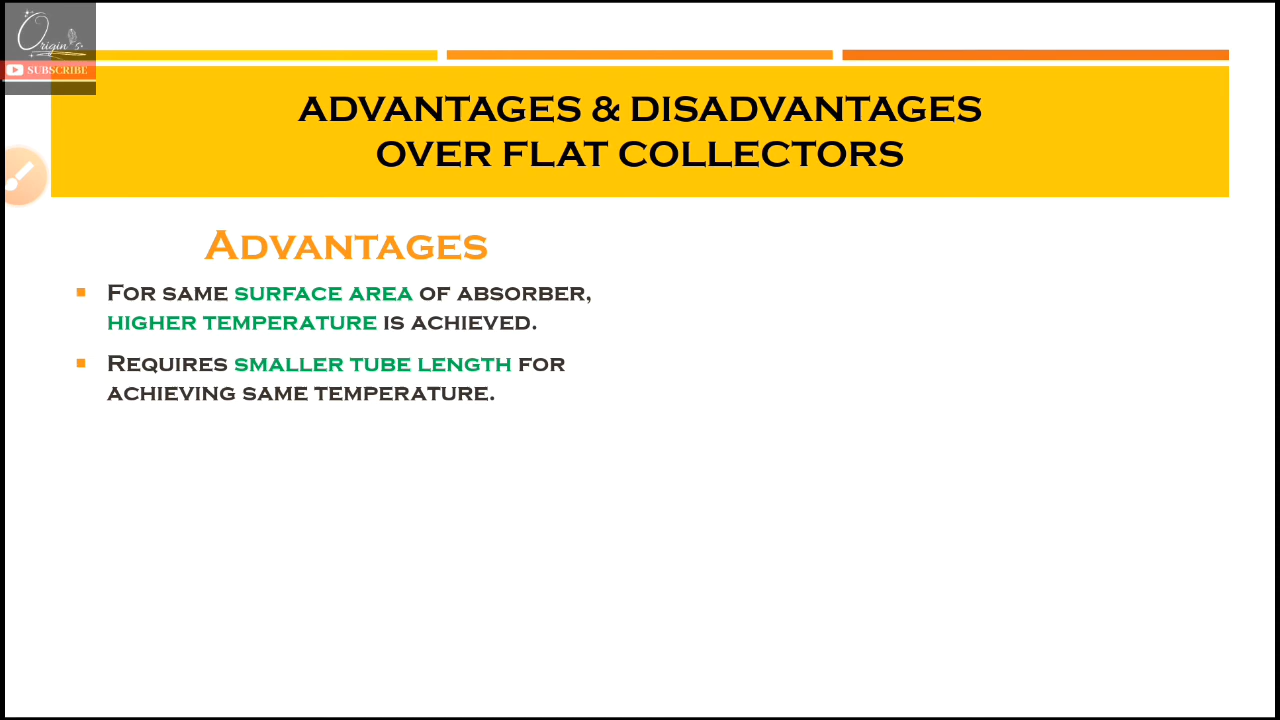 Origin's
SUBSCRIBE
ADVANTAGES & DISADVANTAGES
OVER FLAT COLLECTORS
ADVANTAGES
FOR SAME SURFACE AREA OF ABSORBER,
HIGHER TEMPERATURE IS ACHIEVED.
REQUIRES SMALLER TUBE LENGTH FOR
ACHIEVING SAME TEMPERATURE.